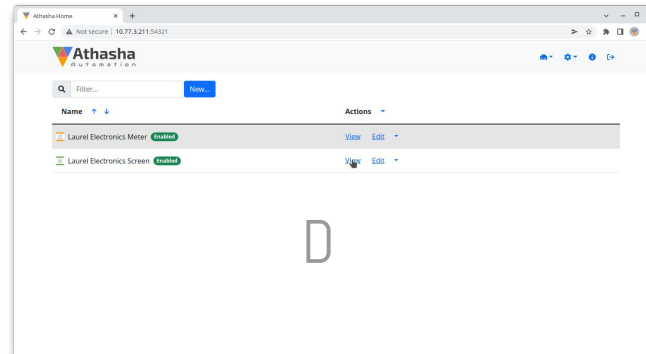 Athasha Home
Not secure | 10.77.3.211:54321
Athasha
Automation
Filter...
New...
Name
Actions
Laurel Electronics Meter Enabled
View Edit
Laurel Electronics Screen Enabled
View Edit
D